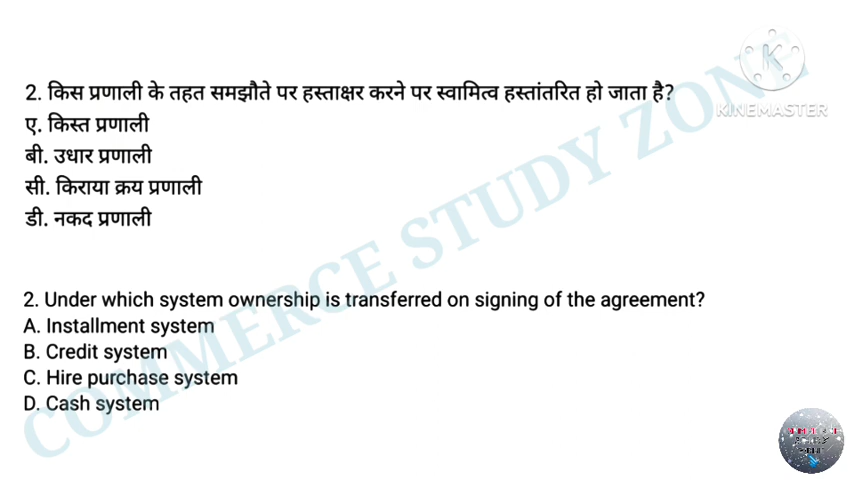 KINEMASTER
2. किस प्रणाली के तहत समझौते पर हस्ताक्षर करने पर स्वामित्व हस्तांतरित हो जाता है?
ए. किस्त प्रणाली
बी. उधार प्रणाली
सी. किराया क्रय प्रणाली
डी. नकद प्रणाली
COMMERCE STUDY ZONE
2. Under which system ownership is transferred on signing of the agreement?
A. Installment system
B. Credit system
C. Hire purchase system
D. Cash system